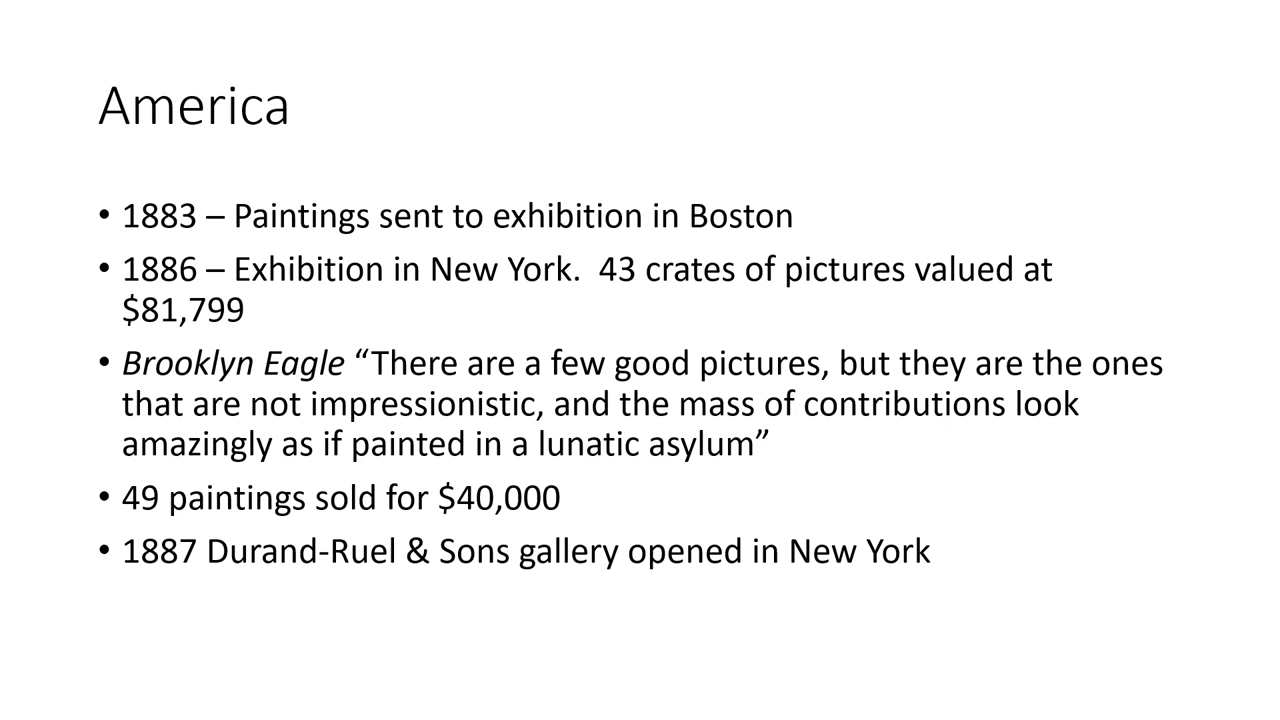 America
• 1883 – Paintings sent to exhibition in Boston
• 1886 – Exhibition in New York.  43 crates of pictures valued at
$81,799
• Brooklyn Eagle “There are a few good pictures, but they are the ones
that are not impressionistic, and the mass of contributions look
amazingly as if painted in a lunatic asylum”
• 49 paintings sold for $40,000
• 1887 Durand-Ruel & Sons gallery opened in New York